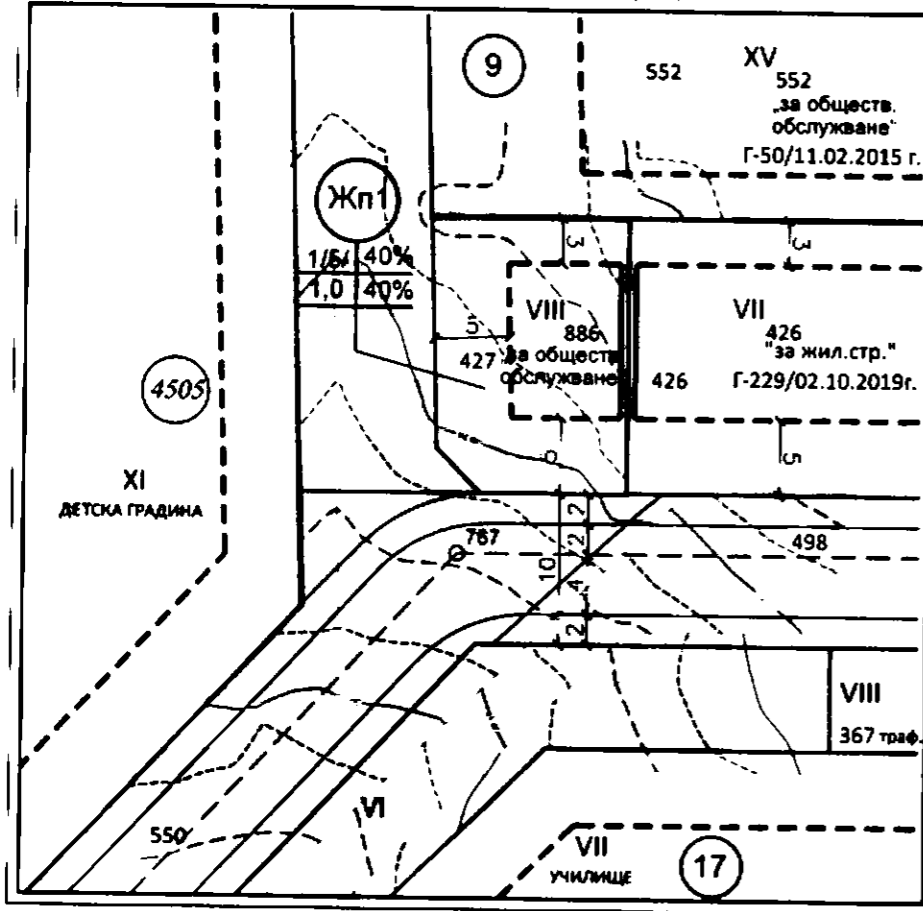 9
552
XV
552
„за обществ.
обслужване"
Г-50/11.02.2015 г.
Жп1
40%
1,0 40%
3
3
VIII
886
за обществ
обслужване
5
427
VII
426
"за жил.стр."
426
Г-229/02.10.2019г.
4505
5
XI
ДЕТСКА ГРАДИНА
2
767
2
498
10
4
2
VIII
367 траф.
VI
550
VII
УЧИЛИЩЕ
17